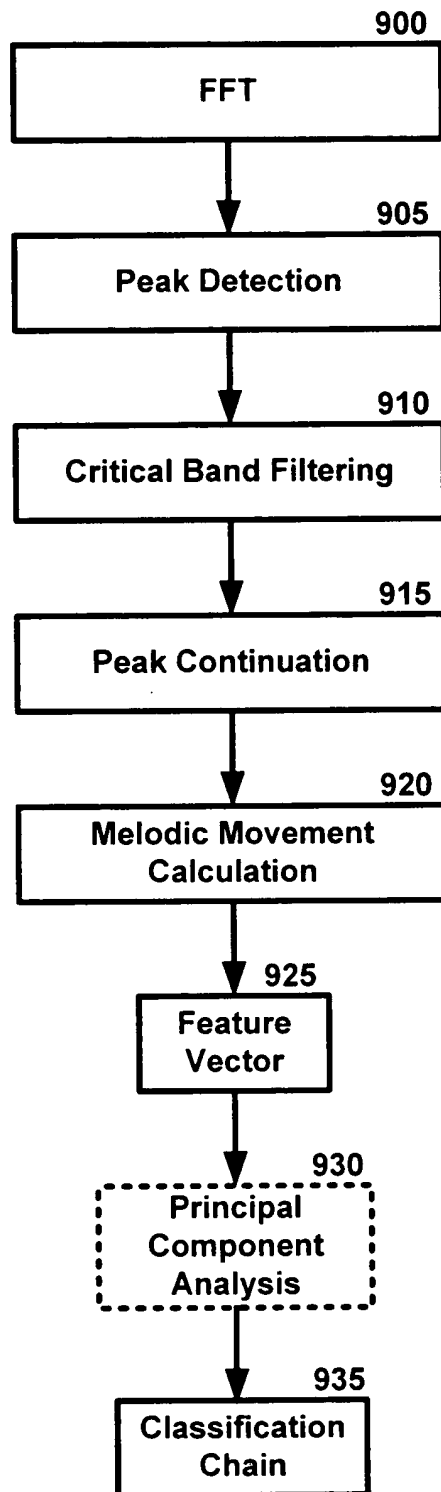 900
FFT
905
Peak Detection
910
Critical Band Filtering
915
Peak Continuation
920
Melodic Movement
Calculation
925
Feature
Vector
930
Principal
Component
Analysis
935
Classification
Chain